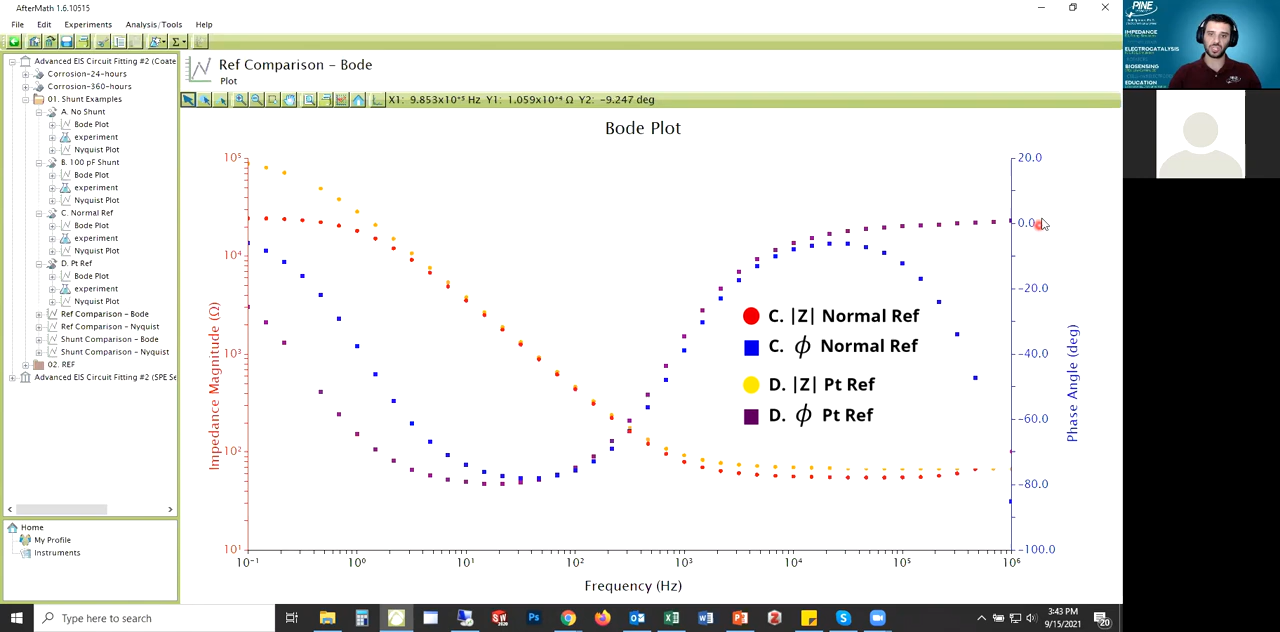 AfterMath 1.6.10515
File Edit Experiments Analysis/Tools Help
Advanced EIS Circuit Fitting #2 (Coate
Corrosion-24-hours
Corrosion-360-hours
01. Shunt Examples
A. No Shunt
Bode Plot
experiment
Nyquist Plot
B. 100 pF Shunt
Bode Plot
experiment
Nyquist Plot
C. Normal Ref
Bode Plot
experiment
Nyquist Plot
D. Pt Ref
Bode Plot
experiment
Nyquist Plot
Ref Comparison - Bode
Ref Comparison - Nyquist
Shunt Comparison - Bode
Shunt Comparison - Nyquist
02. REF
Advanced EIS Circuit Fitting #2 (SPE Se
Home
My Profile
Instruments
Ref Comparison - Bode
Plot
X1: 9.853x10⁺⁵ Hz Y1: 1.059x10⁺⁴ Ω Y2: -9.247 deg
Bode Plot
10⁵
10⁴
10³
10²
10¹
Impedance Magnitude (Ω)
20.0
0.0
-20.0
-40.0
-60.0
-80.0
-100.0
Phase Angle (deg)
C. |Z| Normal Ref
C. ϕ Normal Ref
D. |Z| Pt Ref
D. ϕ Pt Ref
10⁻¹ 10⁰ 10¹ 10² 10³ 10⁴ 10⁵ 10⁶
Frequency (Hz)
PINE
IMPEDANCE
ELECTROCATALYSIS
BIOSENSING
EDUCATION
Type here to search
3:43 PM
9/15/2021
20